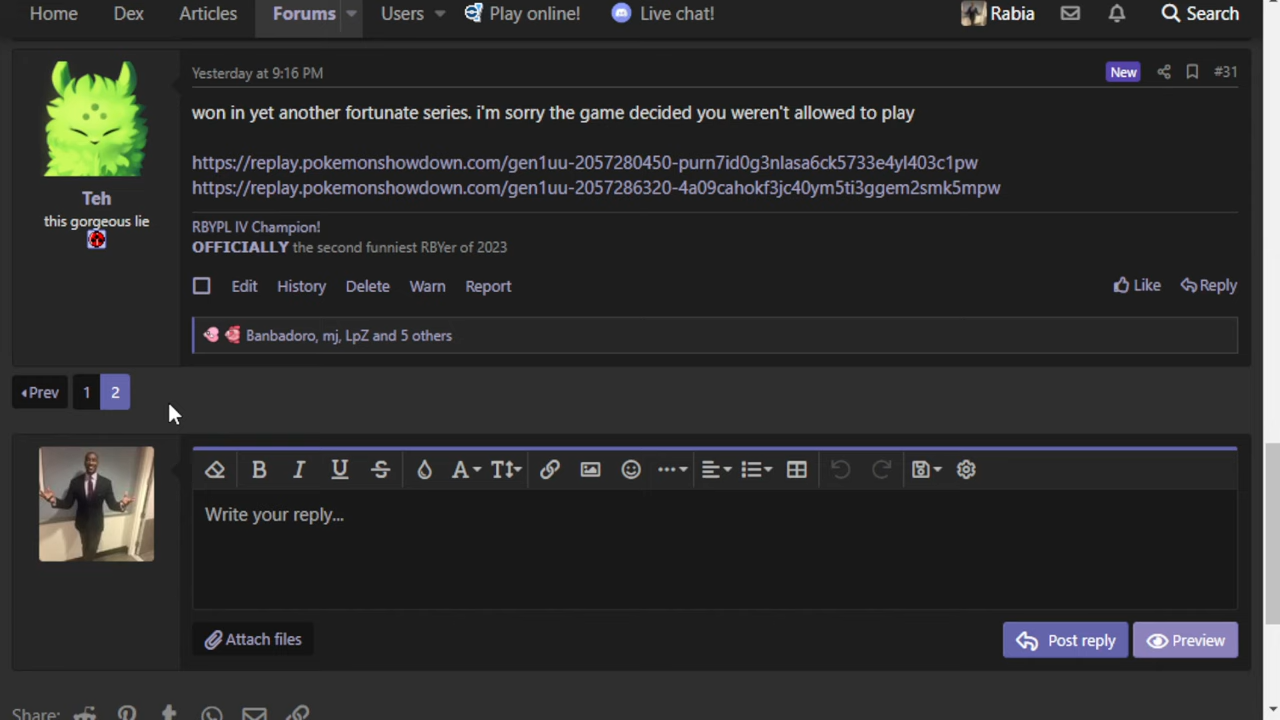 Home Dex Articles Forums Users Play online! Live chat! Rabia Search
Yesterday at 9:16 PM New #31
won in yet another fortunate series. i'm sorry the game decided you weren't allowed to play
https://replay.pokemonshowdown.com/gen1uu-2057280450-purn7id0g3nlasa6ck5733e4yl403c1pw
https://replay.pokemonshowdown.com/gen1uu-2057286320-4a09cahokf3jc40ym5ti3ggem2smk5mpw
Teh
this gorgeous lie
RBYPL IV Champion!
OFFICIALLY the second funniest RBYer of 2023
Edit History Delete Warn Report Like Reply
Banbadoro, mj, LpZ and 5 others
Prev 1 2
Write your reply...
Attach files Post reply Preview
Share: